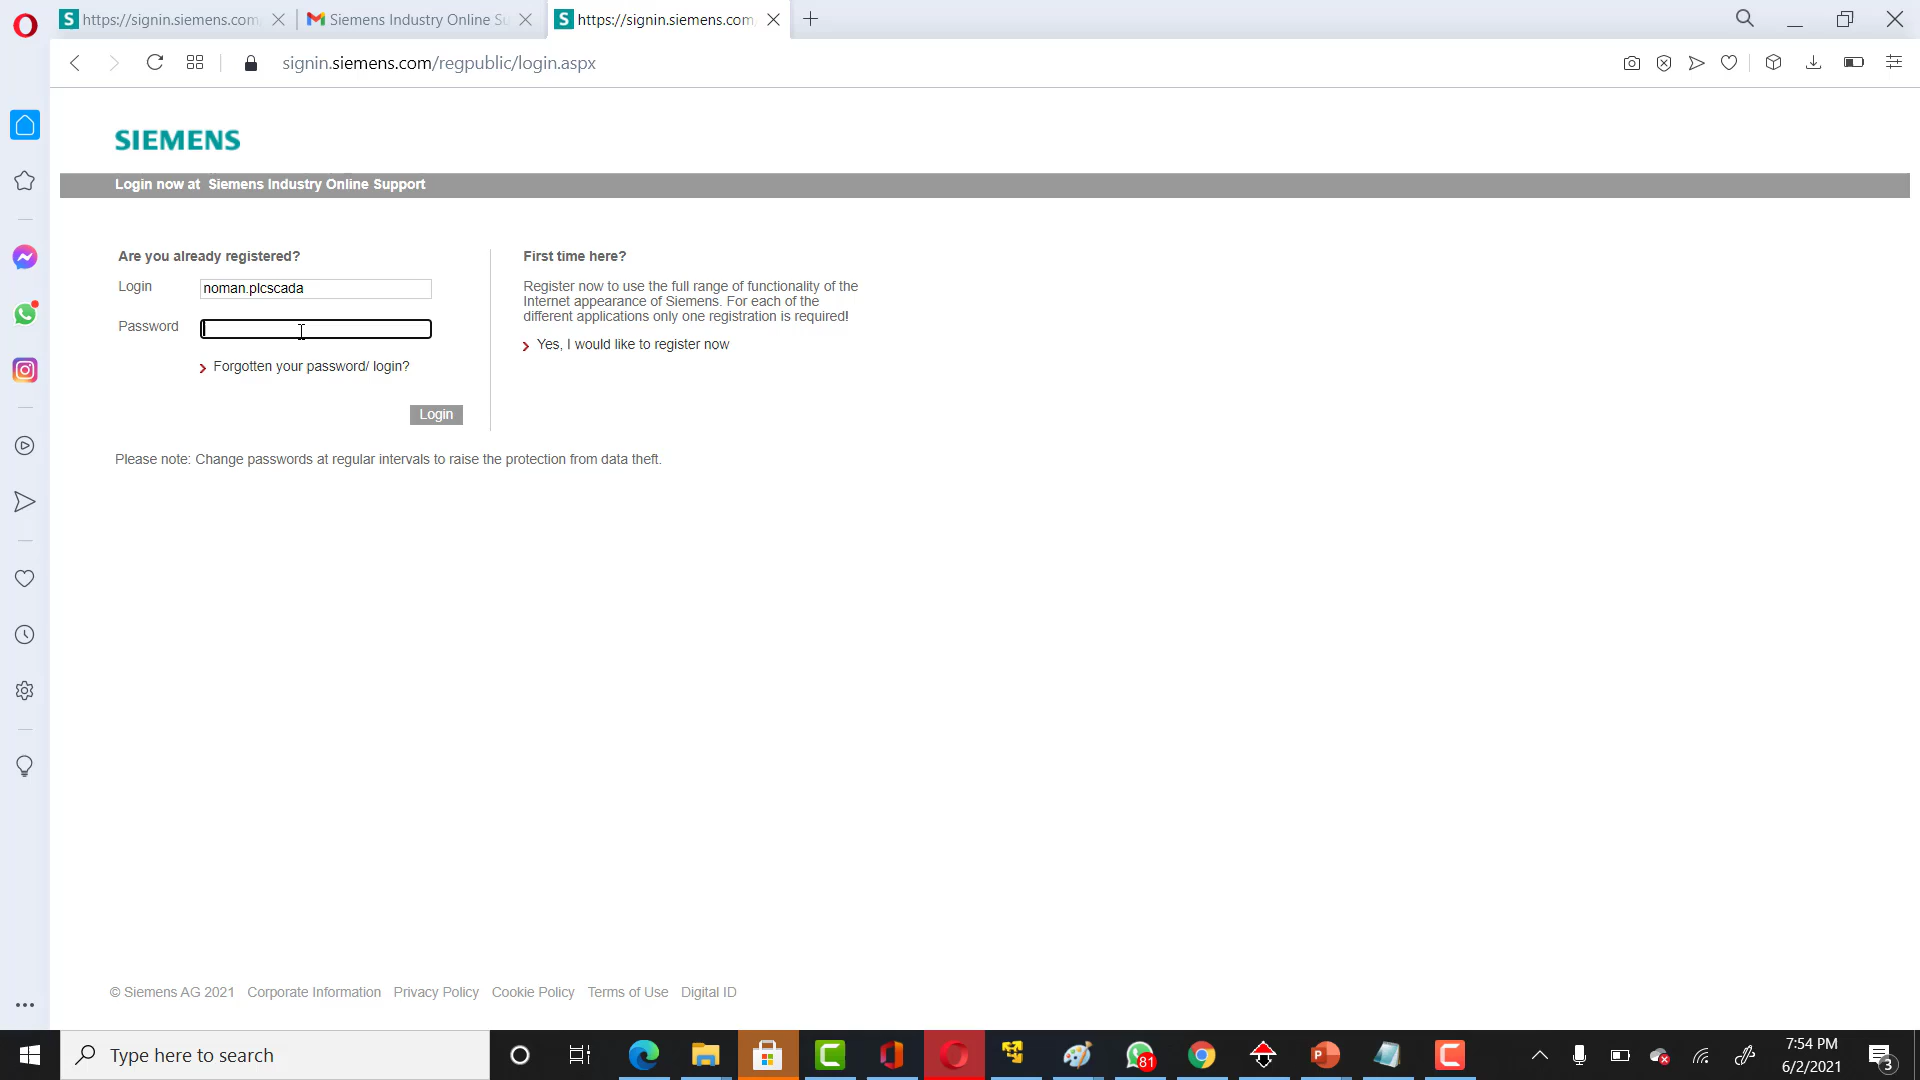 https://signin.siemens.com
Siemens Industry Online Su
https://signin.siemens.com
signin.siemens.com/regpublic/login.aspx
SIEMENS
Login now at Siemens Industry Online Support
Are you already registered?
Login
noman.plcscada
Password
Forgotten your password/ login?
Login
First time here?
Register now to use the full range of functionality of the
Internet appearance of Siemens. For each of the
different applications only one registration is required!
Yes, I would like to register now
Please note: Change passwords at regular intervals to raise the protection from data theft.
© Siemens AG 2021 Corporate Information Privacy Policy Cookie Policy Terms of Use Digital ID
Type here to search
81
7:54 PM
6/2/2021
3